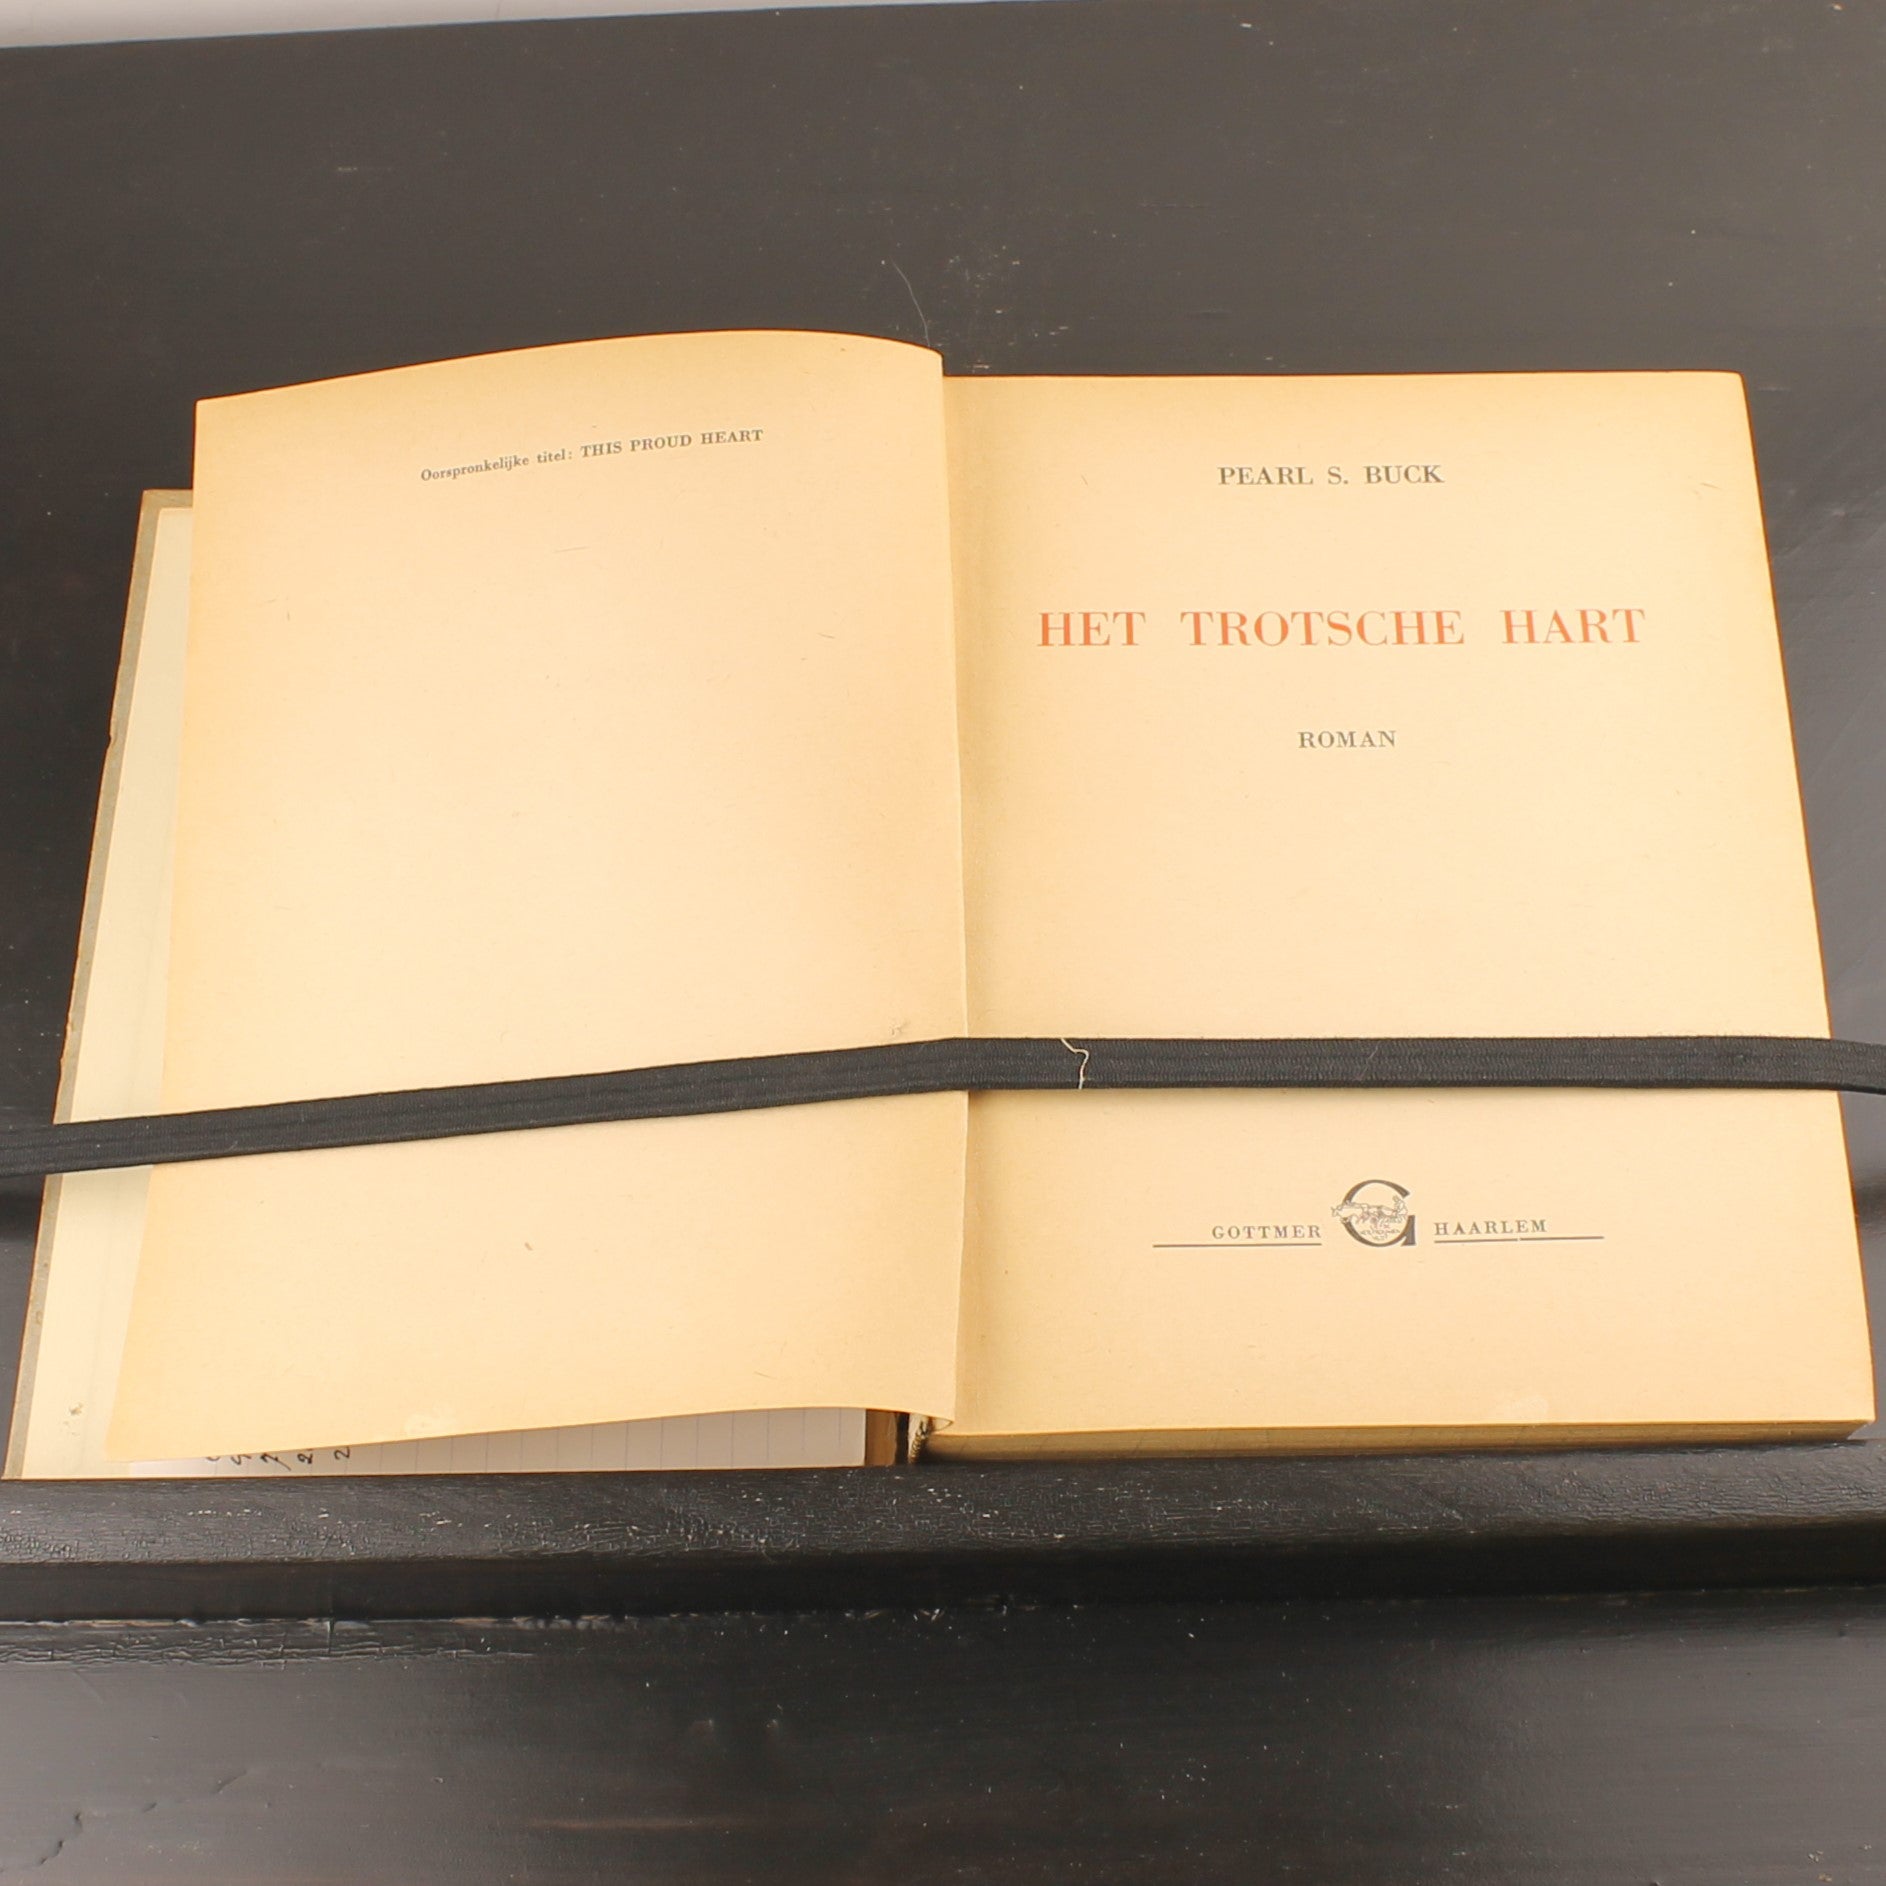 Oorspronkelijke titel: THIS PROUD HEART
PEARL S. BUCK
HET TROTSCHE HART
ROMAN
GOTTMER G HAARLEM